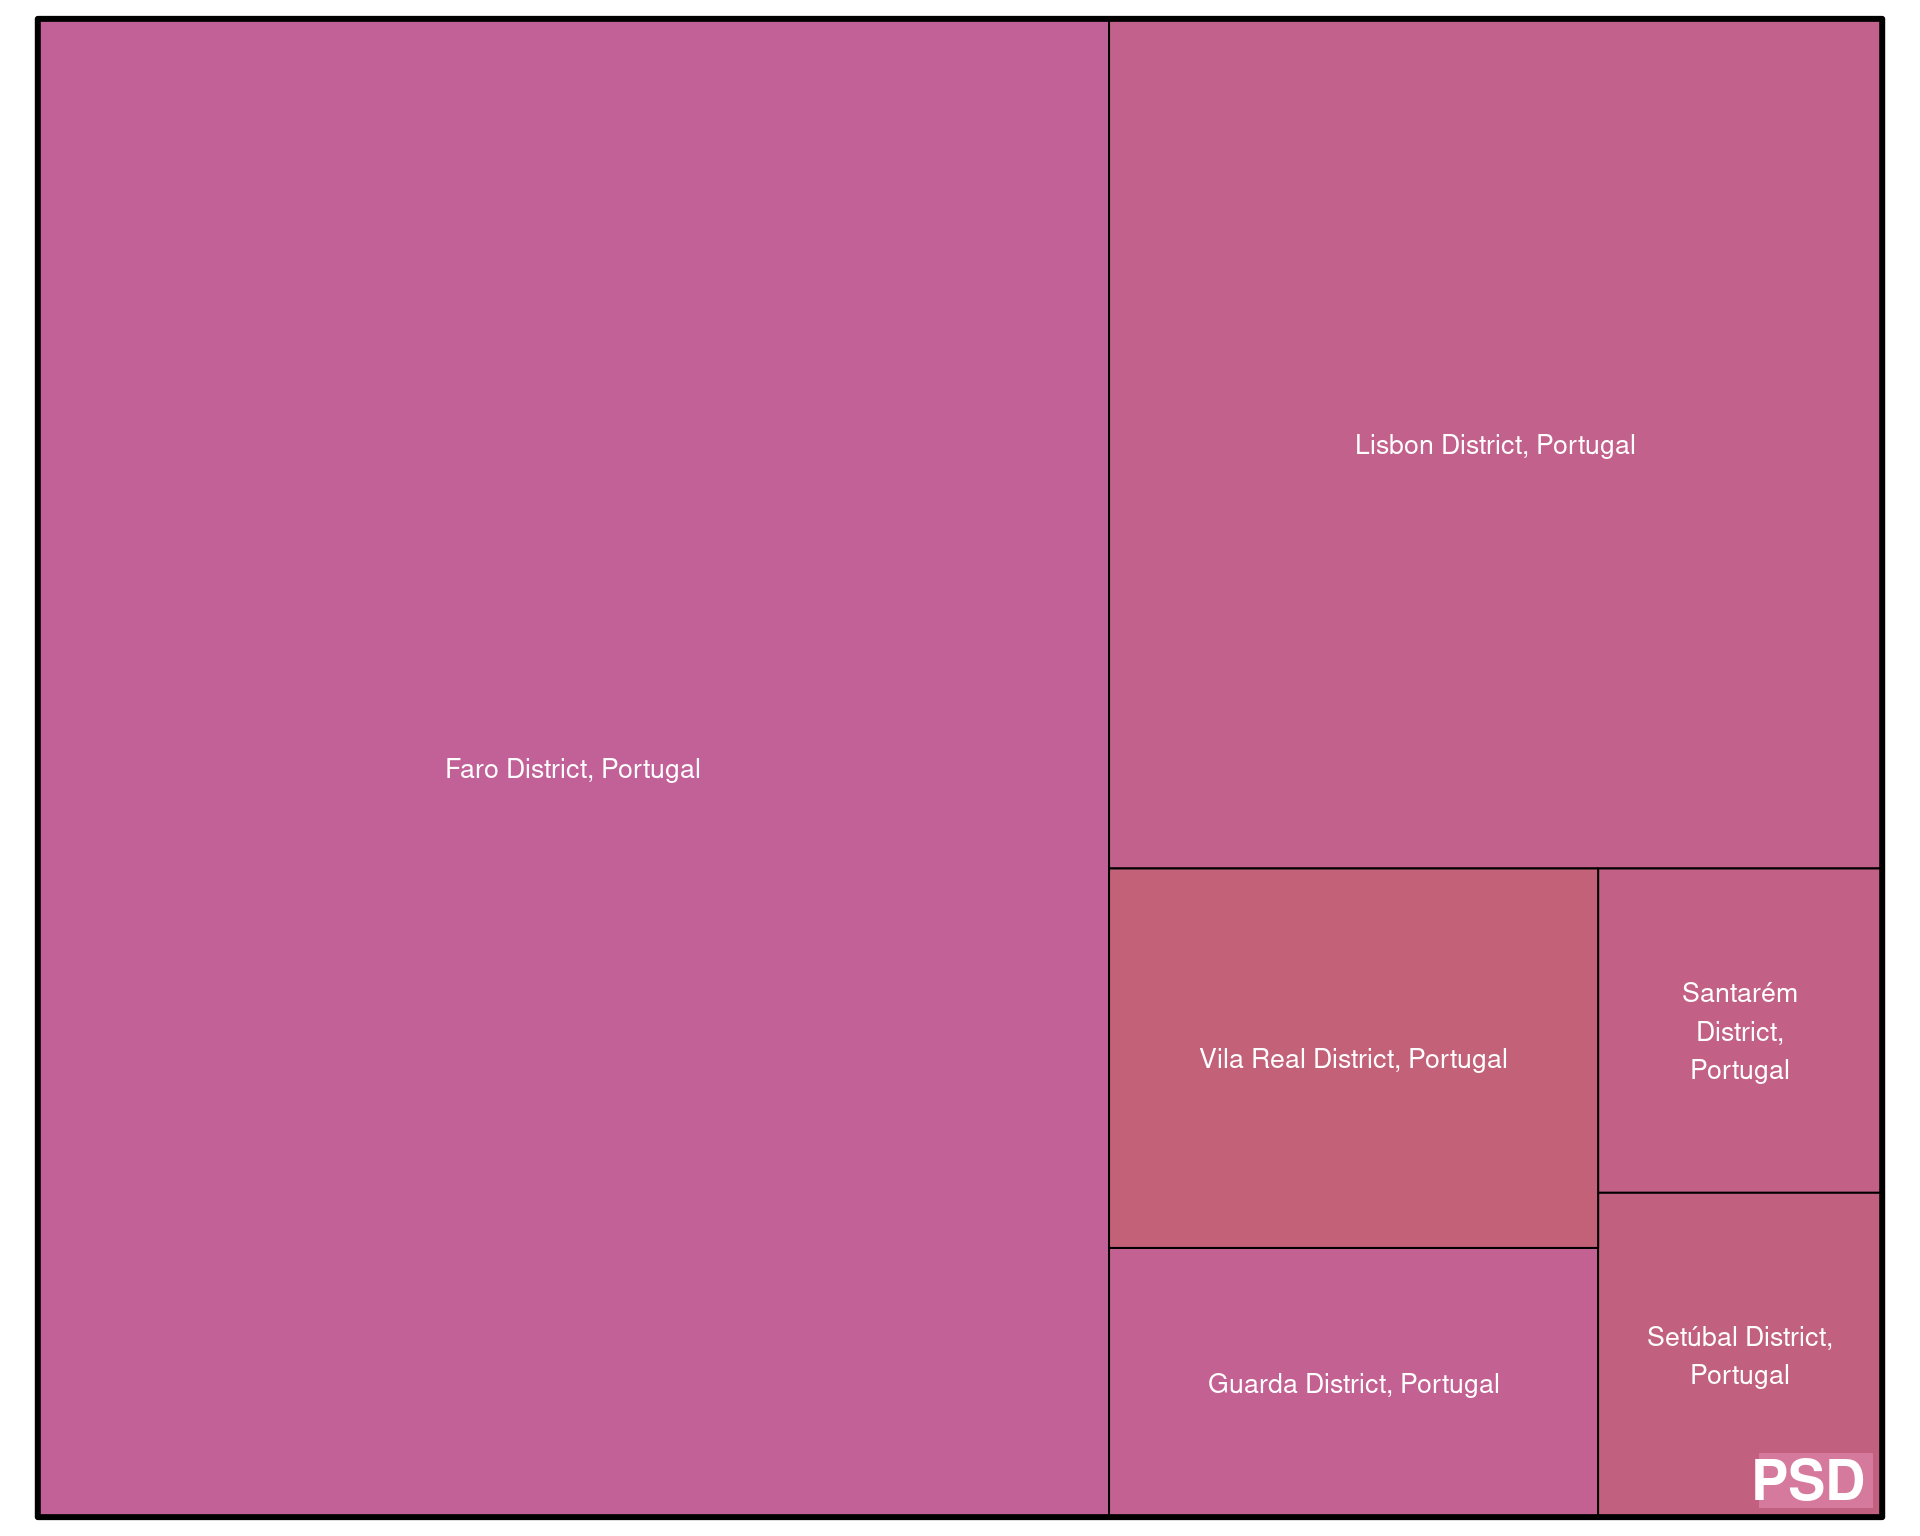 Faro District, Portugal
Lisbon District, Portugal
Vila Real District, Portugal
Santarém
District,
Portugal
Guarda District, Portugal
Setúbal District,
Portugal
PSD